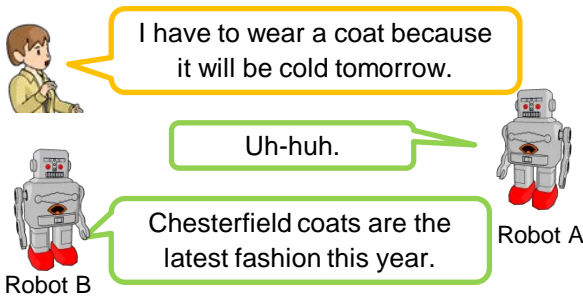 I have to wear a coat because
it will be cold tomorrow.
Uh-huh.
Robot A
Chesterfield coats are the
latest fashion this year.
Robot B